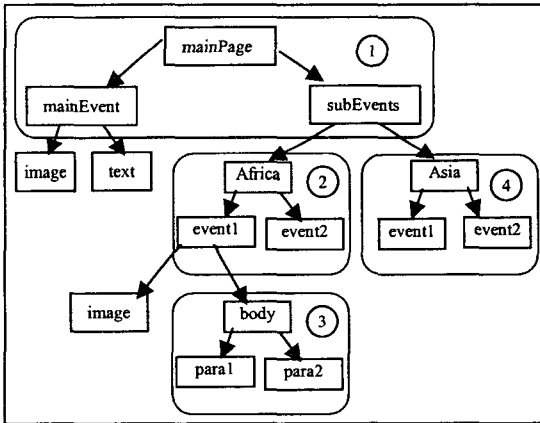 mainPage
1
mainEvent
subEvents
image
text
Africa
2
Asia
4
event1
event2
event1
event2
image
body
3
para1
para2